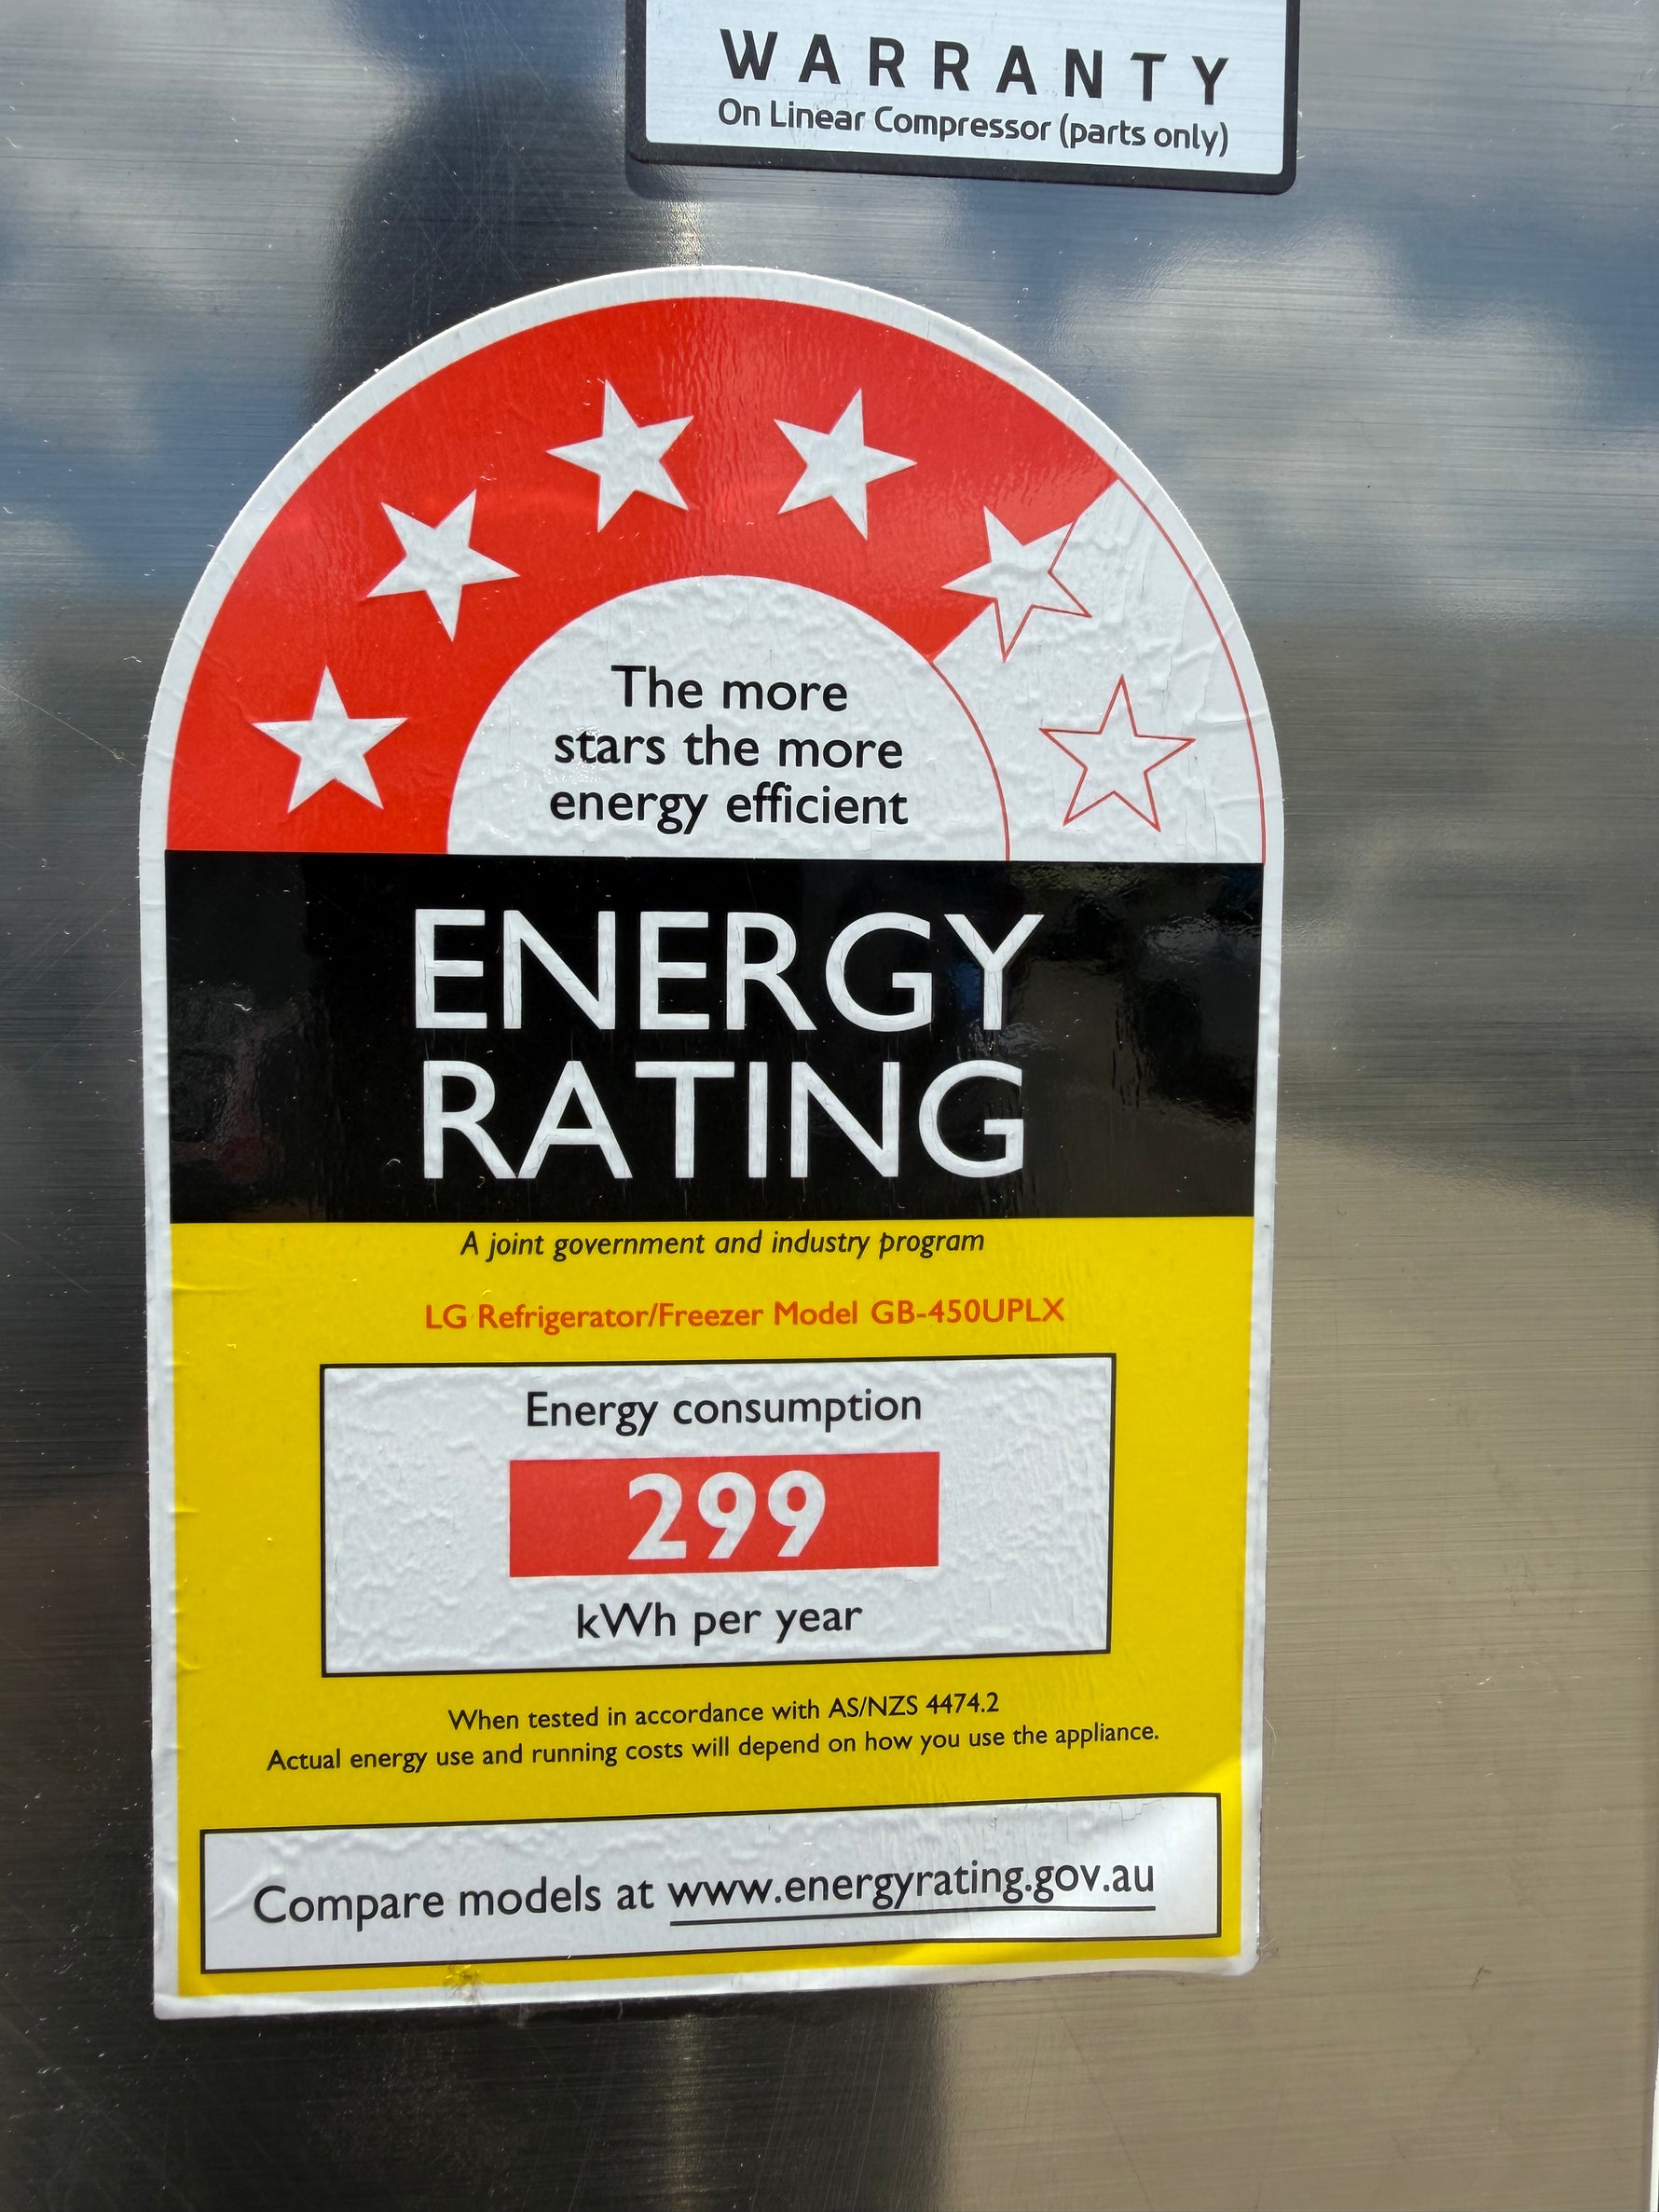 WARRANTY
On Linear Compressor (parts only)
The more
stars the more
energy efficient
ENERGY
RATING
A joint government and industry program
LG Refrigerator/Freezer Model GB-450UPLX
Energy consumption
299
kWh per year
When tested in accordance with AS/NZS 4474.2
Actual energy use and running costs will depend on how you use the appliance.
Compare models at www.energyrating.gov.au